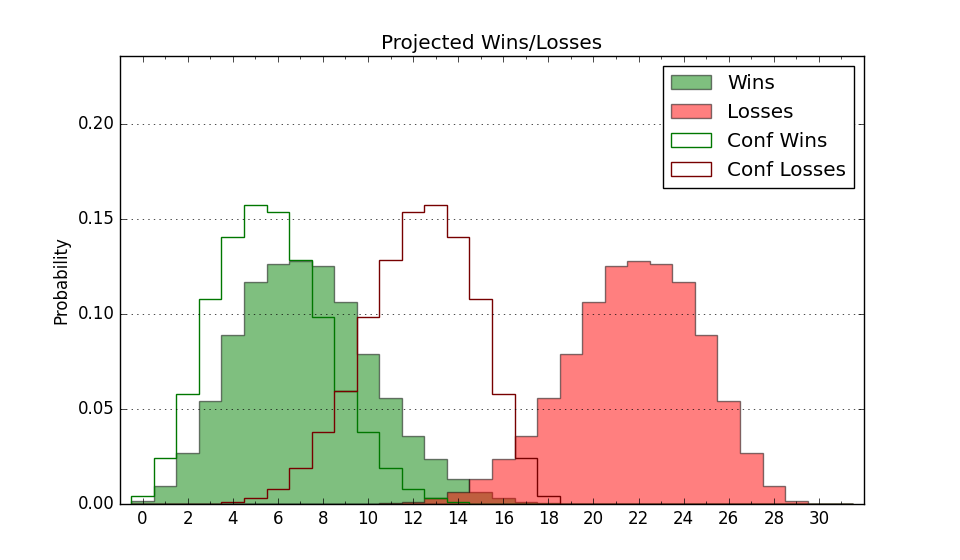 Projected Wins/Losses
Wins
Losses
Conf Wins
Conf Losses
Probability
0.20
0.15
0.10
0.05
0.00
0 2 4 6 8 10 12 14 16 18 20 22 24 26 28 30